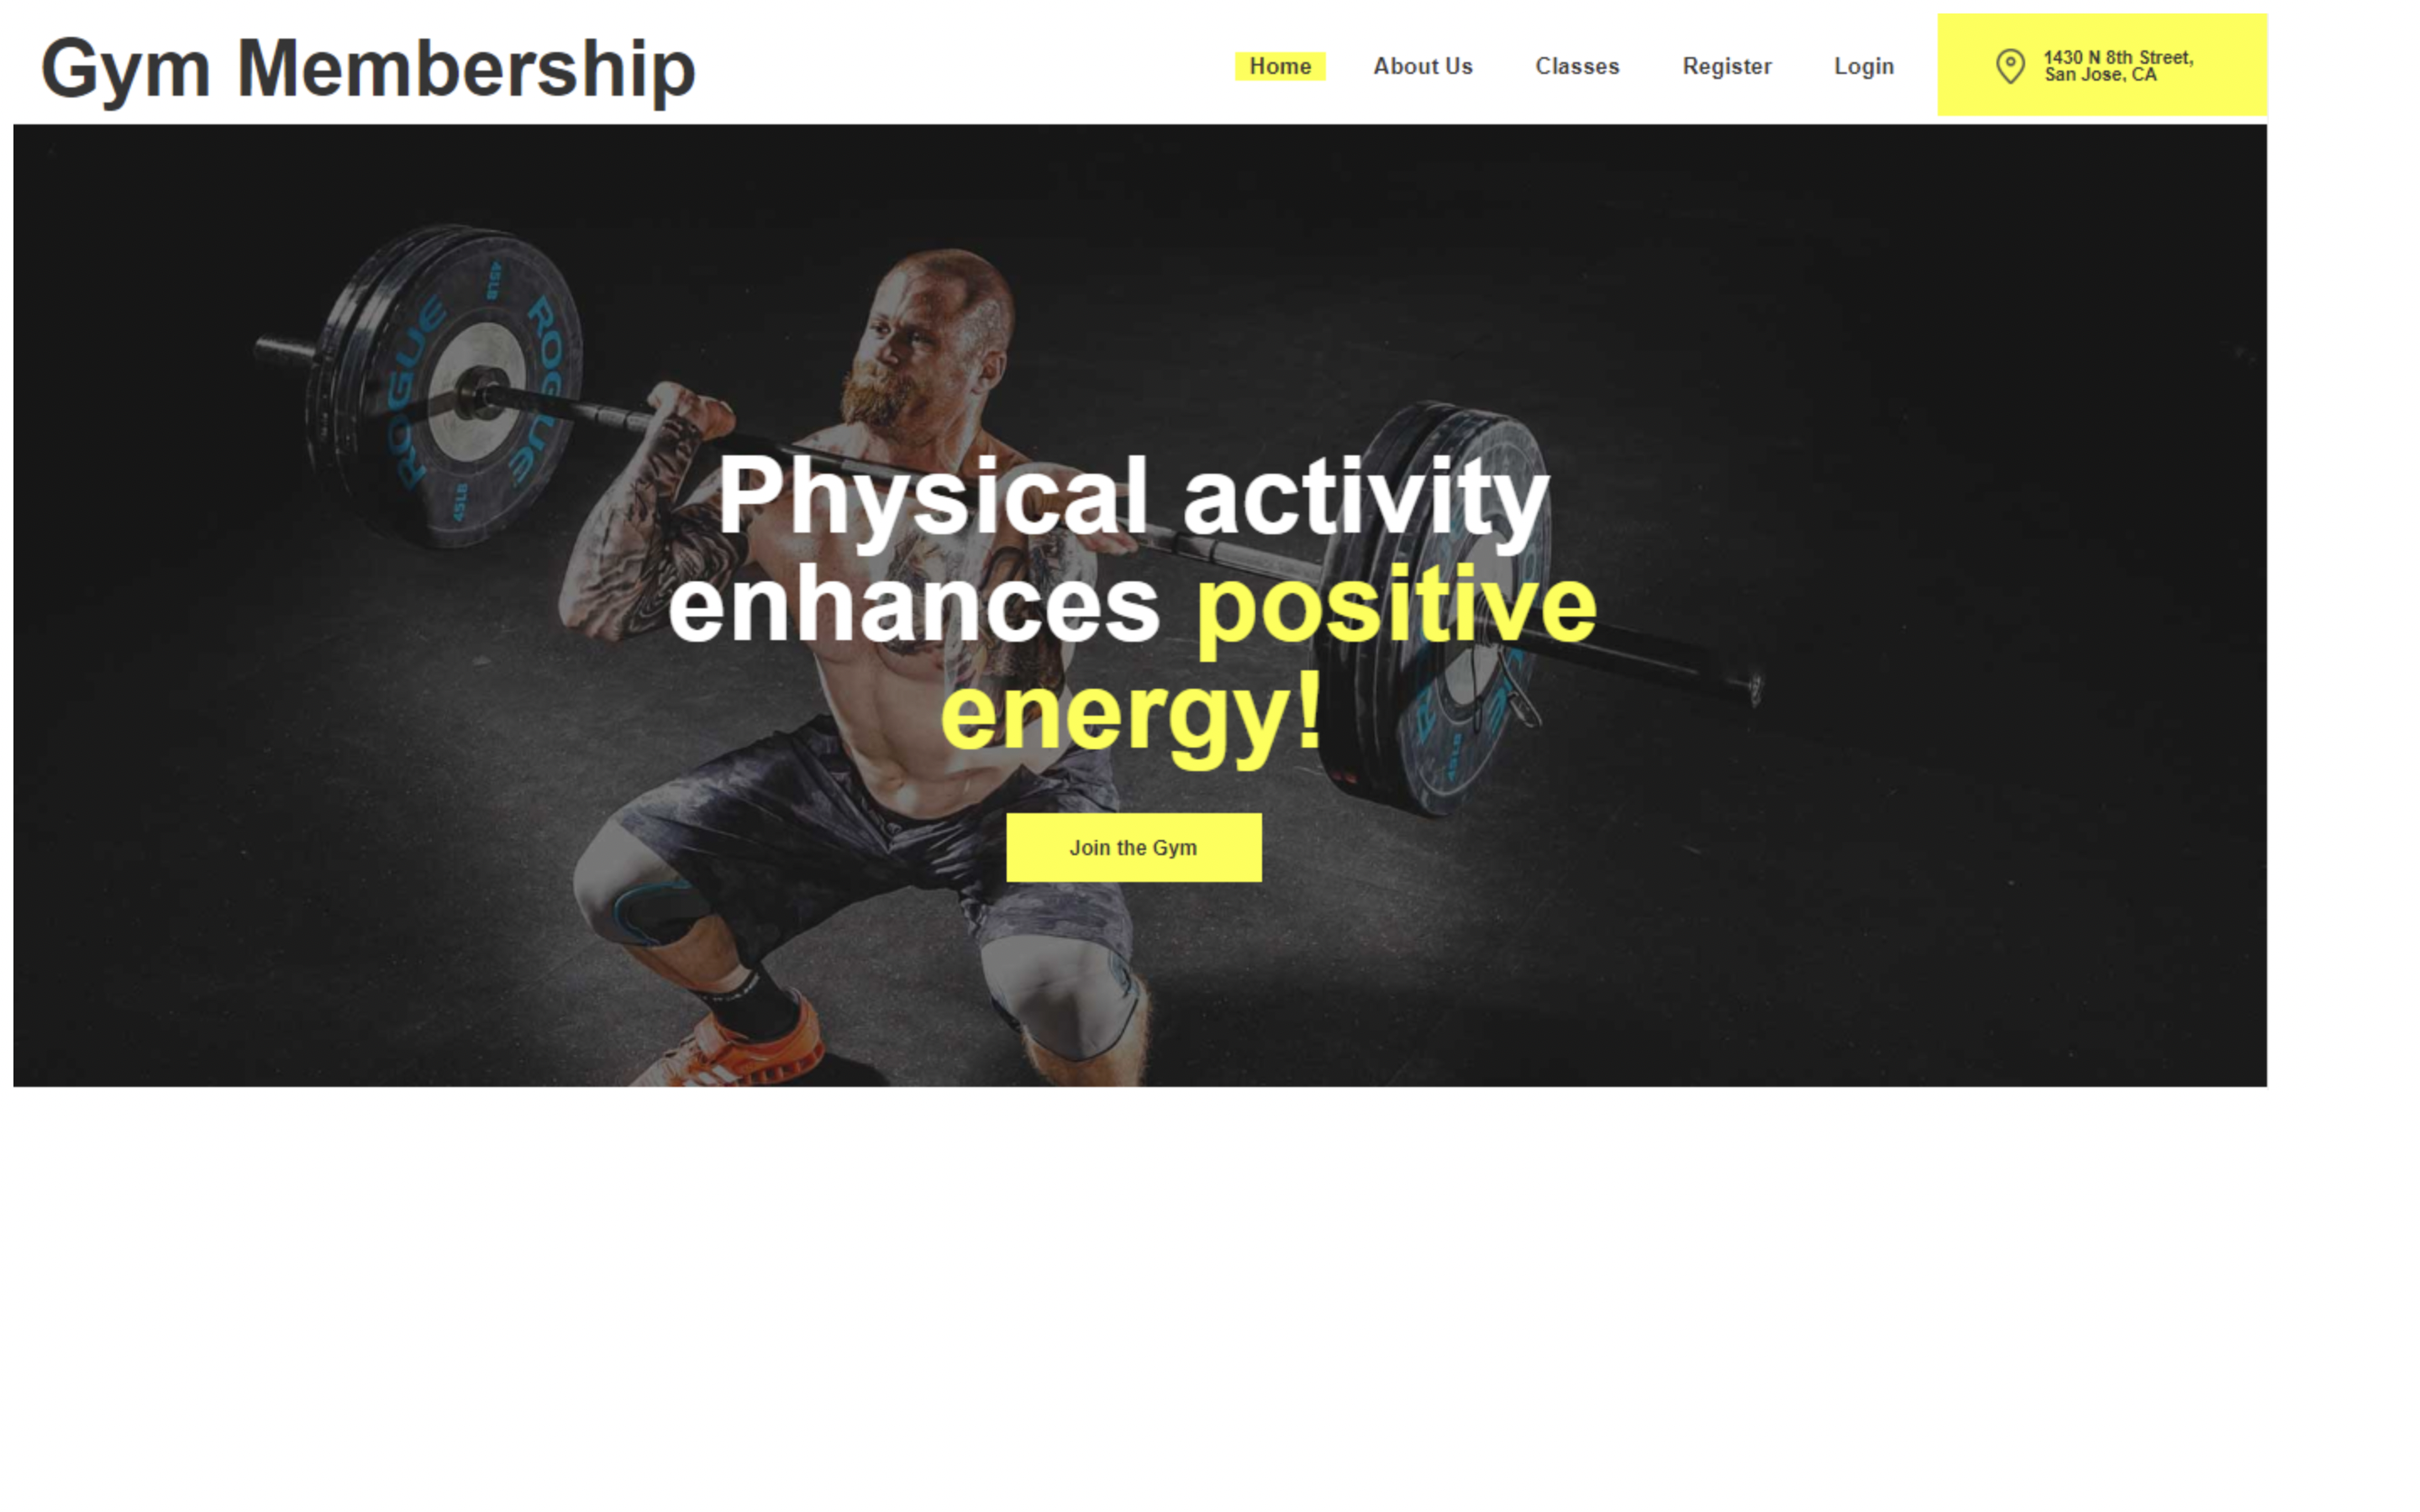 Gym Membership
Home
About Us
Classes
Register
Login
1430 N 8th Street,
San Jose, CA
ROGUE
ROGUE
45LB
45LB
Physical activity
enhances positive
energy!
45LB
Join the Gym